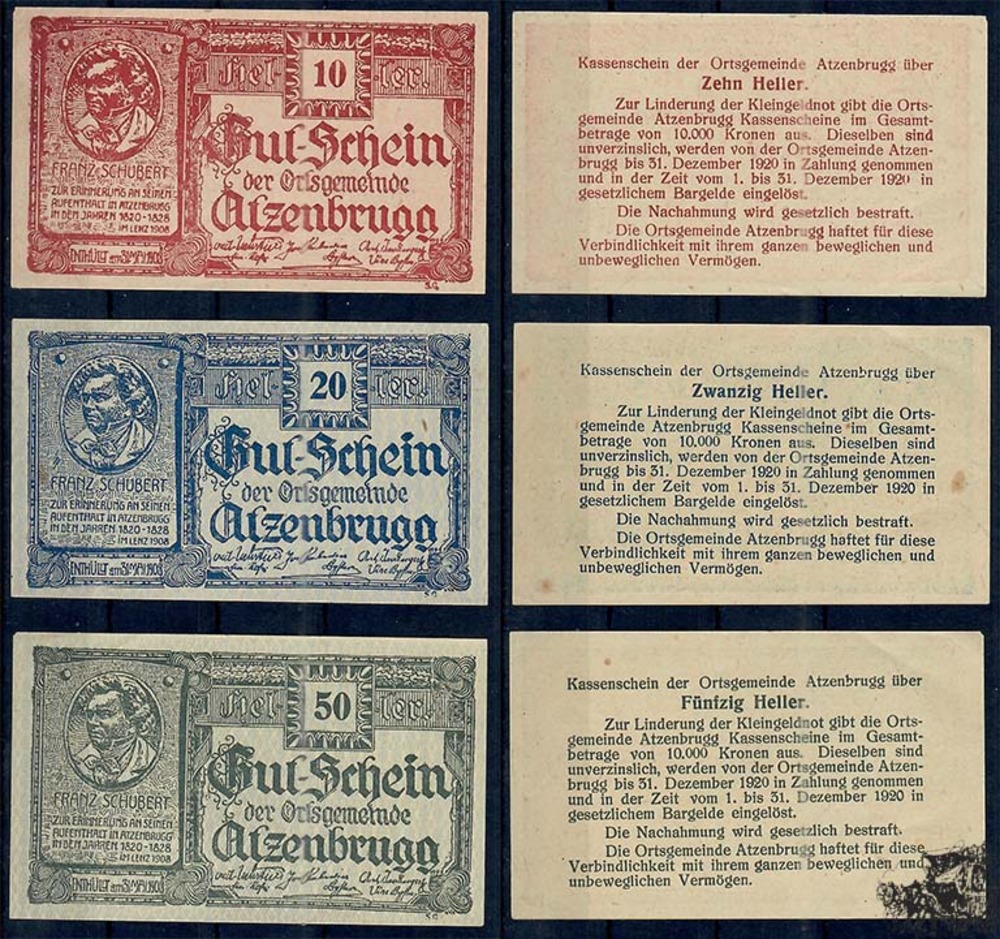 10
Hel-ler!
Gut-Schein
der Ortsgemeinde
Atzenbrugg
FRANZ SCHUBERT
ZUR ERINNERUNG AN SEINEN
AUFENTHALT IN ATZENBRUGG
IN DEN JAHREN 1820-1828
IM LENZ 1908
ENTHÜLLT am 31. MAI 1908
S.G.
Kassenschein der Ortsgemeinde Atzenbrugg über
Zehn Heller.
Zur Linderung der Kleingeldnot gibt die Orts-
gemeinde Atzenbrugg Kassenscheine im Gesamt-
betrage von 10.000 Kronen aus. Dieselben sind
unverzinslich, werden von der Ortsgemeinde Atzen-
brugg bis 31. Dezember 1920 in Zahlung genommen
und in der Zeit vom 1. bis 31. Dezember 1920 in
gesetzlichem Bargelde eingelöst.
Die Nachahmung wird gesetzlich bestraft.
Die Ortsgemeinde Atzenbrugg haftet für diese
Verbindlichkeit mit ihrem ganzen beweglichen und
unbeweglichen Vermögen.
20
Hel-ler!
Gut-Schein
der Ortsgemeinde
Atzenbrugg
FRANZ SCHUBERT
ZUR ERINNERUNG AN SEINEN
AUFENTHALT IN ATZENBRUGG
IN DEN JAHREN 1820-1828
IM LENZ 1908
ENTHÜLLT am 31. MAI 1908
S.G.
Kassenschein der Ortsgemeinde Atzenbrugg über
Zwanzig Heller.
Zur Linderung der Kleingeldnot gibt die Orts-
gemeinde Atzenbrugg Kassenscheine im Gesamt-
betrage von 10.000 Kronen aus. Dieselben sind
unverzinslich, werden von der Ortsgemeinde Atzen-
brugg bis 31. Dezember 1920 in Zahlung genommen
und in der Zeit vom 1. bis 31. Dezember 1920 in
gesetzlichem Bargelde eingelöst.
Die Nachahmung wird gesetzlich bestraft.
Die Ortsgemeinde Atzenbrugg haftet für diese
Verbindlichkeit mit ihrem ganzen beweglichen und
unbeweglichen Vermögen.
50
Hel-ler!
Gut-Schein
der Ortsgemeinde
Atzenbrugg
FRANZ SCHUBERT
ZUR ERINNERUNG AN SEINEN
AUFENTHALT IN ATZENBRUGG
IN DEN JAHREN 1820-1828
IM LENZ 1908
ENTHÜLLT am 31. MAI 1908
S.G.
Kassenschein der Ortsgemeinde Atzenbrugg über
Fünfzig Heller.
Zur Linderung der Kleingeldnot gibt die Orts-
gemeinde Atzenbrugg Kassenscheine im Gesamt-
betrage von 10.000 Kronen aus. Dieselben sind
unverzinslich, werden von der Ortsgemeinde Atzen-
brugg bis 31. Dezember 1920 in Zahlung genommen
und in der Zeit vom 1. bis 31. Dezember 1920 in
gesetzlichem Bargelde eingelöst.
Die Nachahmung wird gesetzlich bestraft.
Die Ortsgemeinde Atzenbrugg haftet für diese
Verbindlichkeit mit ihrem ganzen beweglichen und
unbeweglichen Vermögen.